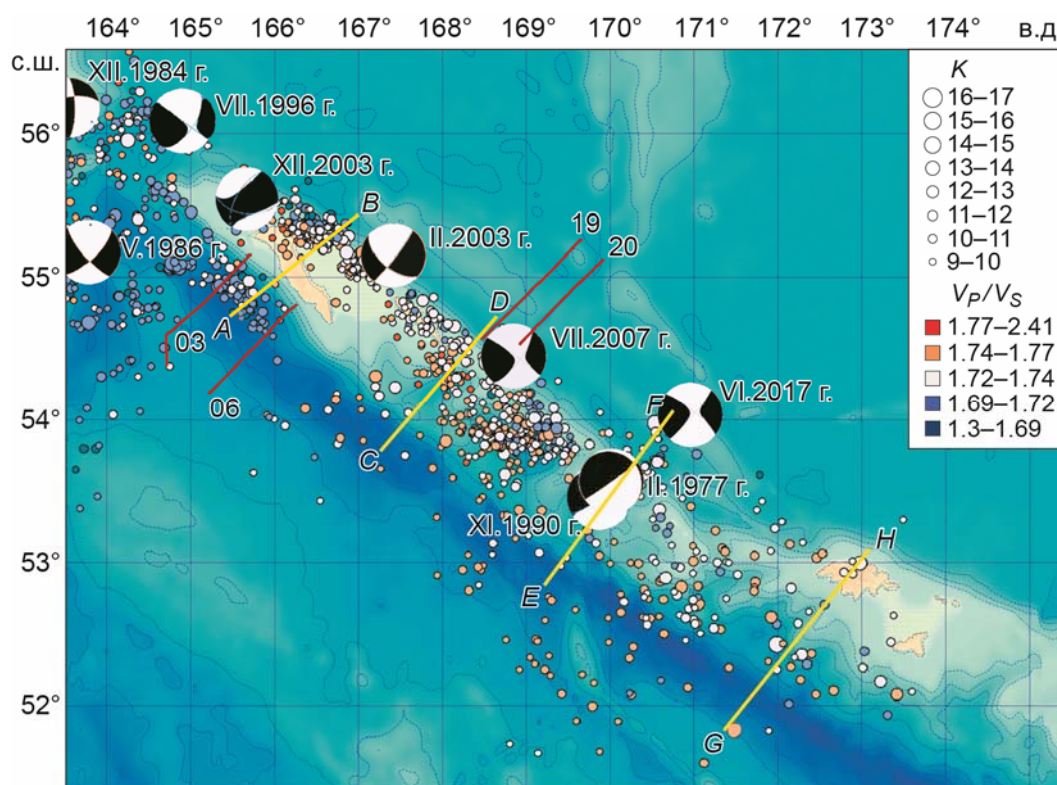 164° 165° 166° 167° 168° 169° 170° 171° 172° 173° 174° в.д
с.ш.
56°
55°
54°
53°
52°
XII.1984 г.
VII.1996 г.
XII.2003 г.
V.1986 г.
II.2003 г.
VII.2007 г.
VI.2017 г.
II.1977 г.
XI.1990 г.
A
B
C
D
E
F
G
H
03
06
19
20
K
16–17
15–16
14–15
13–14
12–13
11–12
10–11
9–10
VP/VS
1.77–2.41
1.74–1.77
1.72–1.74
1.69–1.72
1.3–1.69